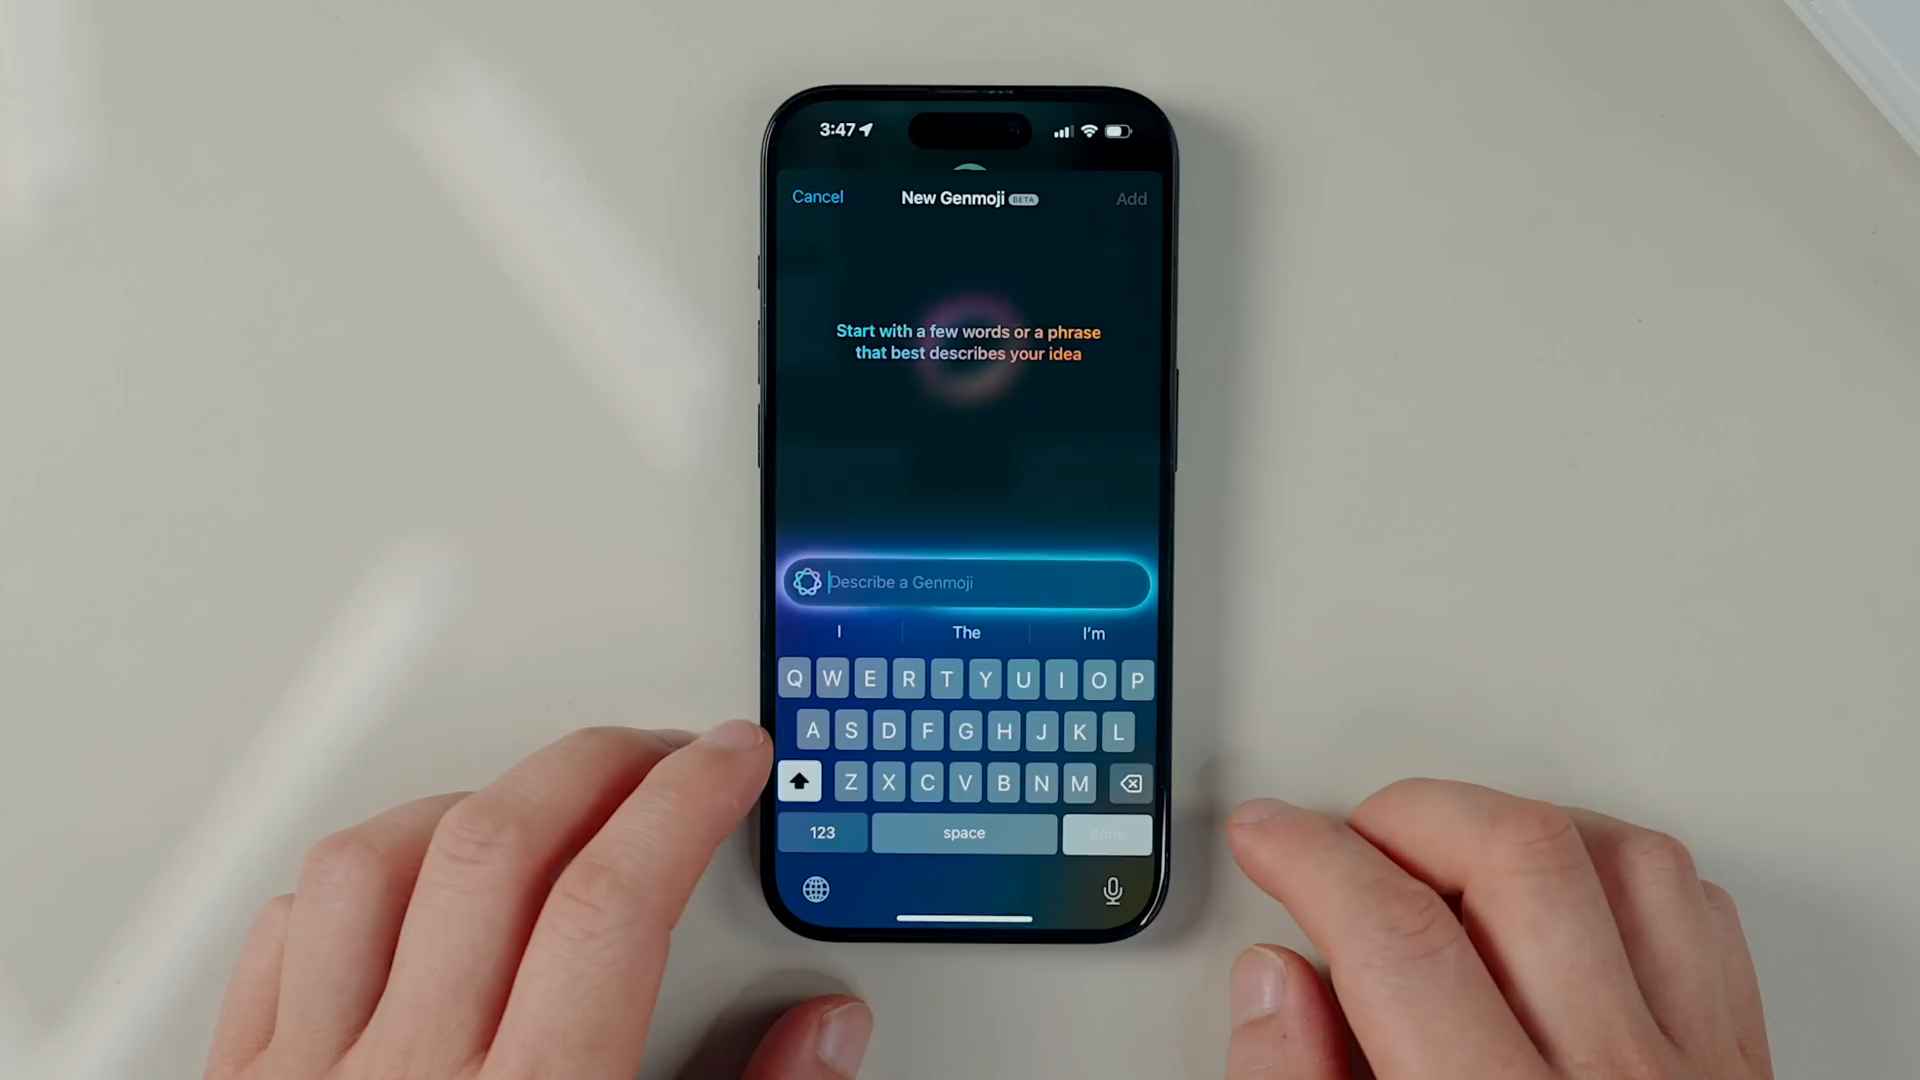 3:47
Cancel New Genmoji BETA Add
Start with a few words or a phrase
that best describes your idea
Describe a Genmoji
I The I'm
Q W E R T Y U I O P
A S D F G H J K L
Z X C V B N M
123 space done